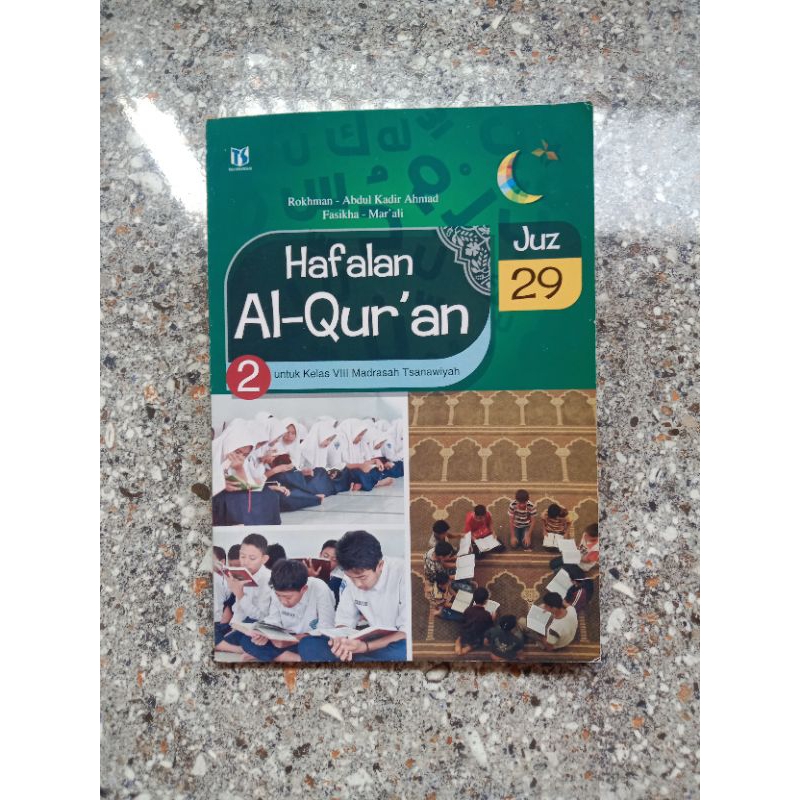 TS
Rokhman - Abdul Kadir Ahmad
Fasikha - Mar'ali
Hafalan
Al-Qur'an
Juz
29
2
untuk Kelas VIII Madrasah Tsanawiyah